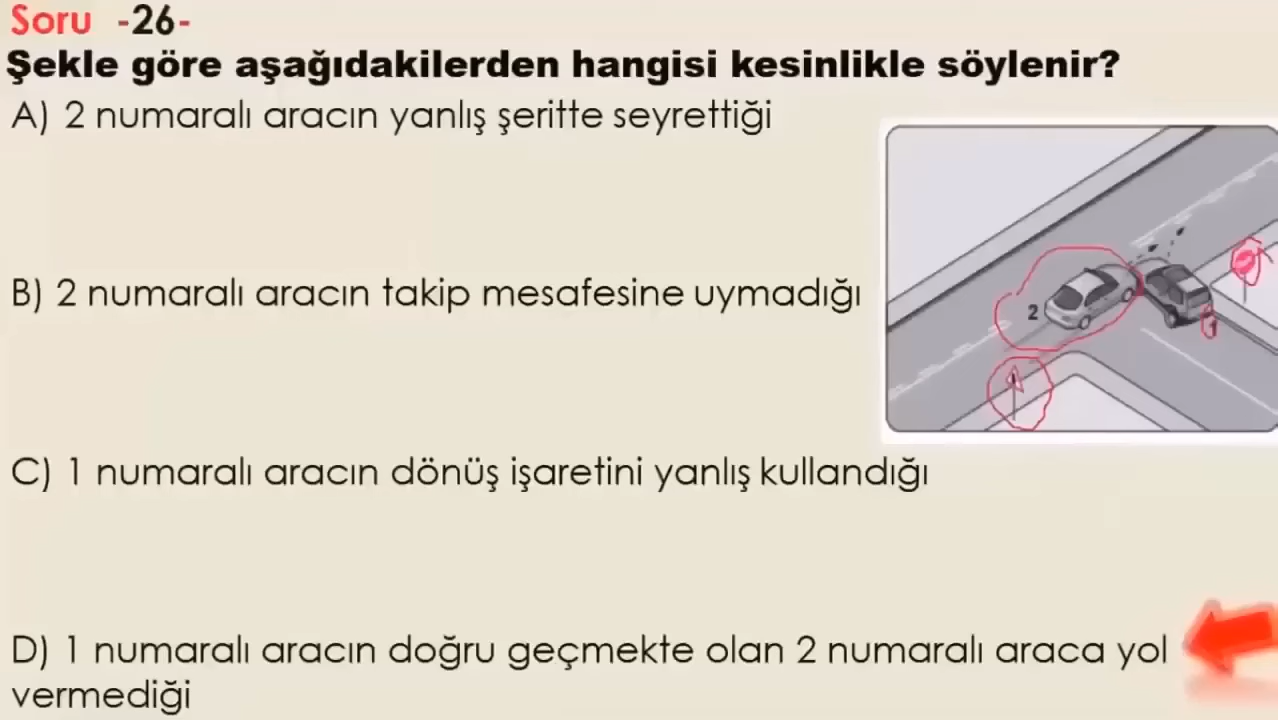 Soru -26-
Şekle göre aşağıdakilerden hangisi kesinlikle söylenir?
A) 2 numaralı aracın yanlış şeritte seyrettiği
B) 2 numaralı aracın takip mesafesine uymadığı
2
1
C) 1 numaralı aracın dönüş işaretini yanlış kullandığı
D) 1 numaralı aracın doğru geçmekte olan 2 numaralı araca yol
vermediği